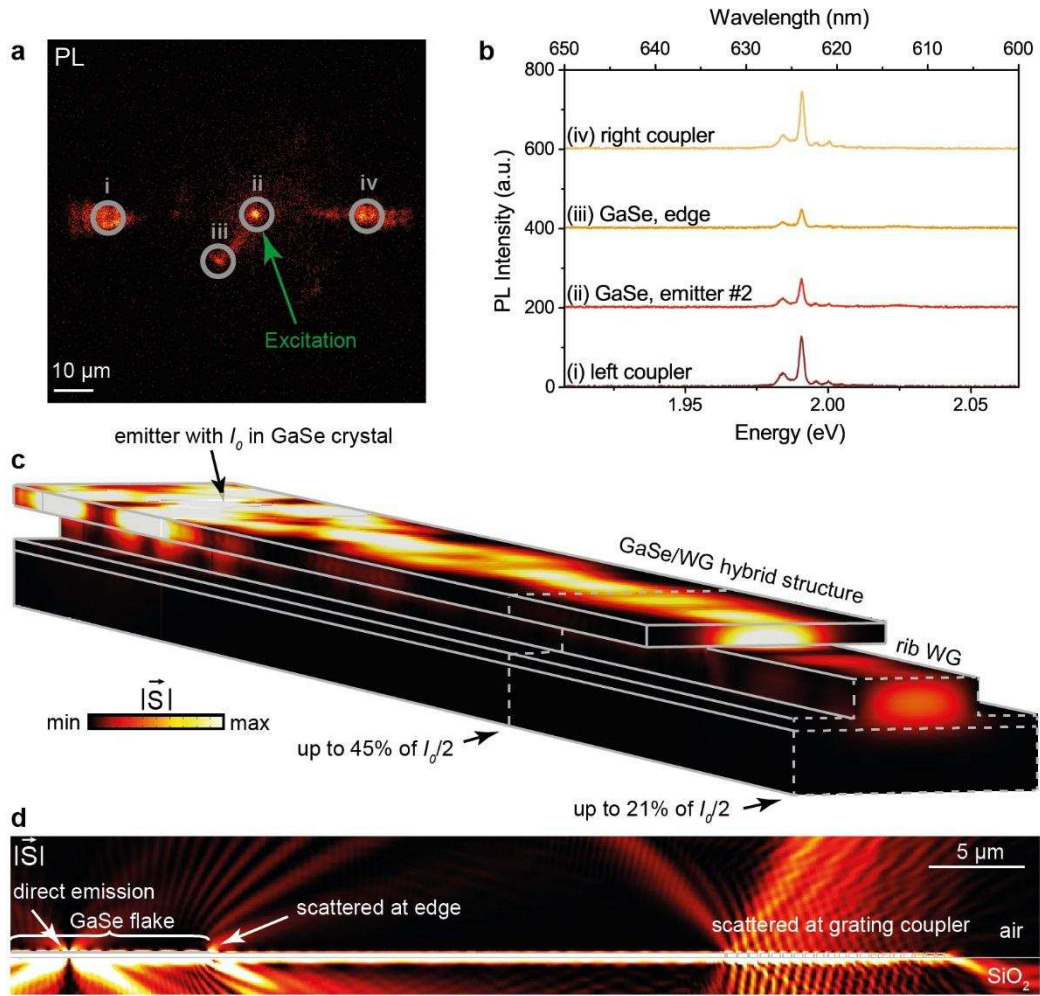 a
PL
i
ii
iii
iv
Excitation
10 μm
b
Wavelength (nm)
650 640 630 620 610 600
800
600
400
200
0
PL Intensity (a.u.)
(iv) right coupler
(iii) GaSe, edge
(ii) GaSe, emitter #2
(i) left coupler
1.95 2.00 2.05
Energy (eV)
c
emitter with I0 in GaSe crystal
GaSe/WG hybrid structure
rib WG
|S|
min max
up to 45% of I0/2
up to 21% of I0/2
d
|S|
5 μm
direct emission
GaSe flake
scattered at edge
scattered at grating coupler
air
SiO2